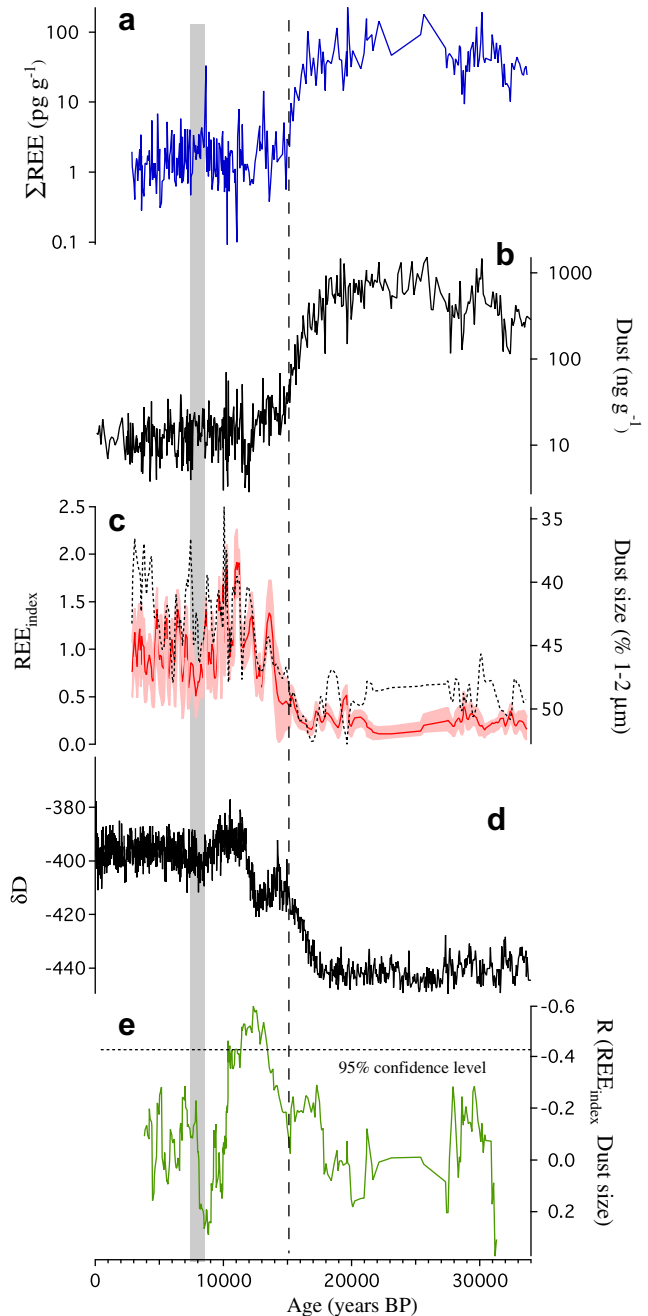 a
100
10
1
0.1
ΣREE (pg g⁻¹)
b
1000
100
10
Dust (ng g⁻¹)
c
2.5
2.0
1.5
1.0
0.5
0.0
REE_index
35
40
45
50
Dust size (% 1-2 µm)
d
-380
-400
-420
-440
δD
e
-0.6
-0.4
-0.2
0.0
0.2
95% confidence level
R (REE_index Dust size)
0 10000 20000 30000
Age (years BP)